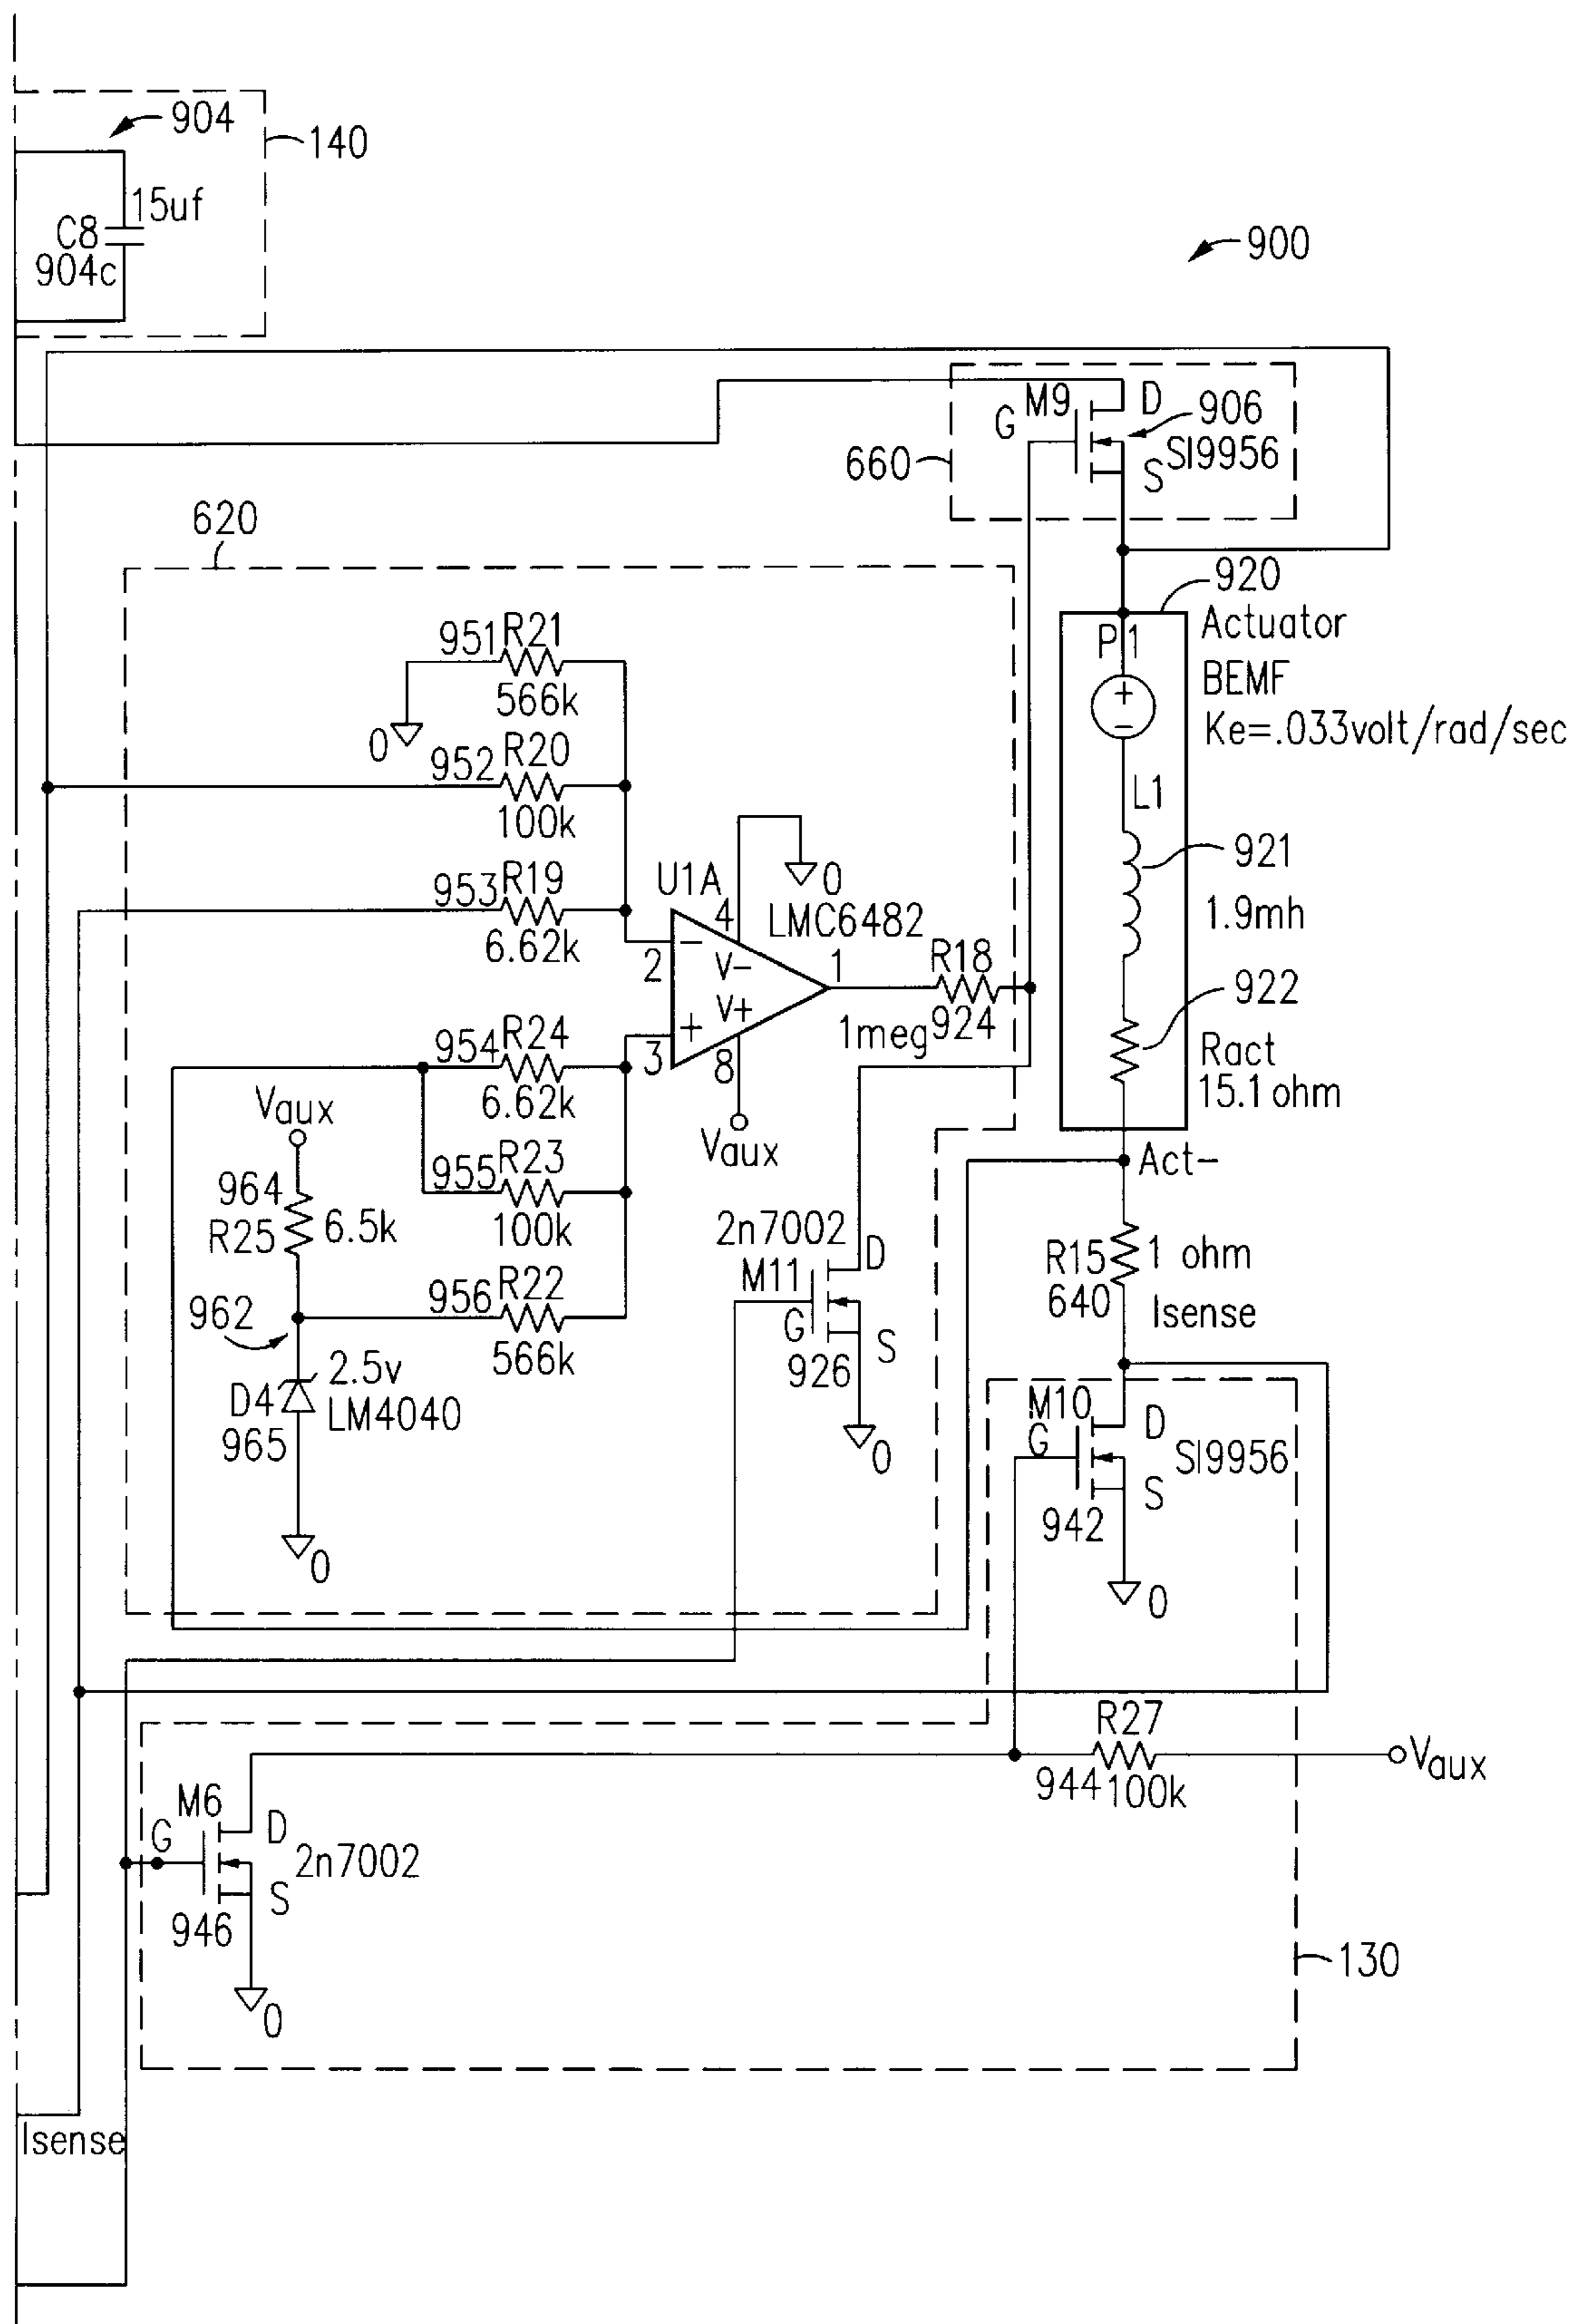 904
140
15uf
C8
904c
900
M9
D
G
906
SI9956
S
660
620
920
Actuator
P1
BEMF
Ke=.033volt/rad/sec
951
R21
566k
0
952
R20
100k
L1
921
1.9mh
953
R19
6.62k
U1A
4
0
LMC6482
2
−
V−
1
R18
V+
1meg
924
922
Ract
15.1 ohm
954
R24
+
3
8
6.62k
Vaux
Vaux
Act−
955
R23
100k
964
R25
6.5k
2n7002
D
M11
G
S
926
R15
1 ohm
640
Isense
956
R22
566k
962
2.5v
D4
LM4040
965
M10
G
D
SI9956
S
942
0
0
0
R27
944
100k
Vaux
M6
G
D
2n7002
S
946
0
130
Isense
+
−